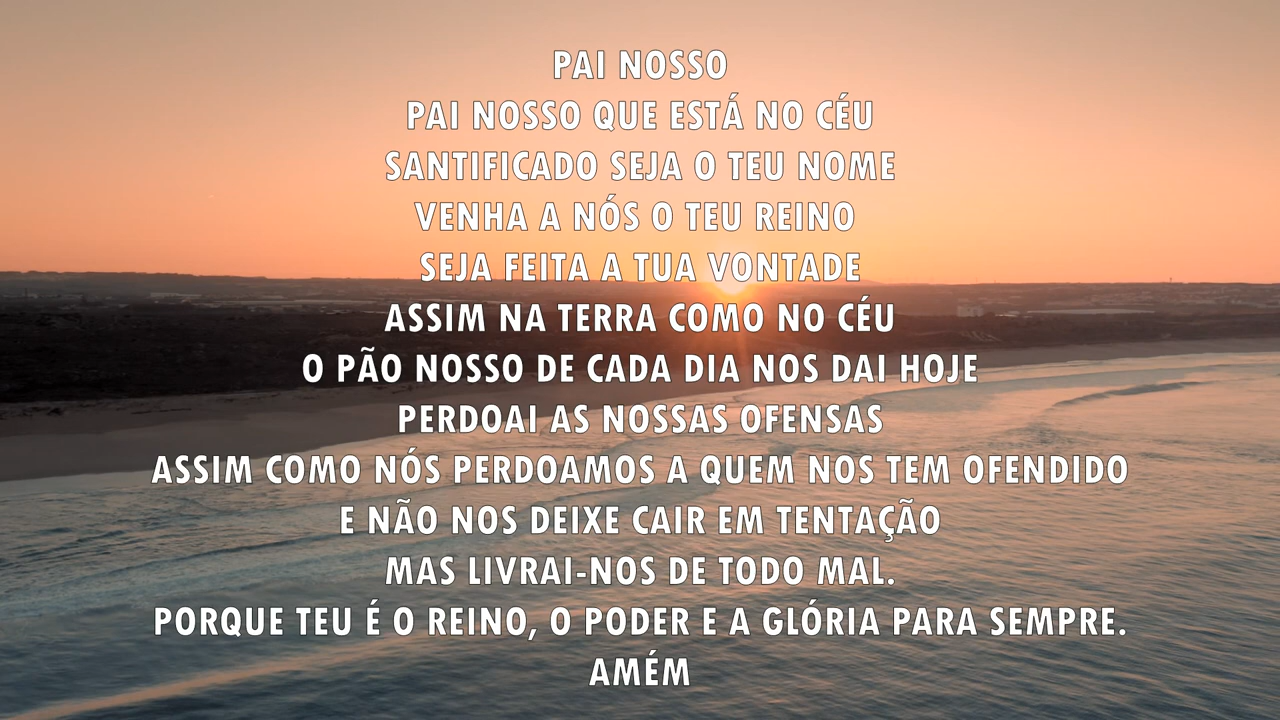 PAI NOSSO
PAI NOSSO QUE ESTÁ NO CÉU
SANTIFICADO SEJA O TEU NOME
VENHA A NÓS O TEU REINO
SEJA FEITA A TUA VONTADE
ASSIM NA TERRA COMO NO CÉU
O PÃO NOSSO DE CADA DIA NOS DAI HOJE
PERDOAI AS NOSSAS OFENSAS
ASSIM COMO NÓS PERDOAMOS A QUEM NOS TEM OFENDIDO
E NÃO NOS DEIXE CAIR EM TENTAÇÃO
MAS LIVRAI-NOS DE TODO MAL.
PORQUE TEU É O REINO, O PODER E A GLÓRIA PARA SEMPRE.
AMÉM